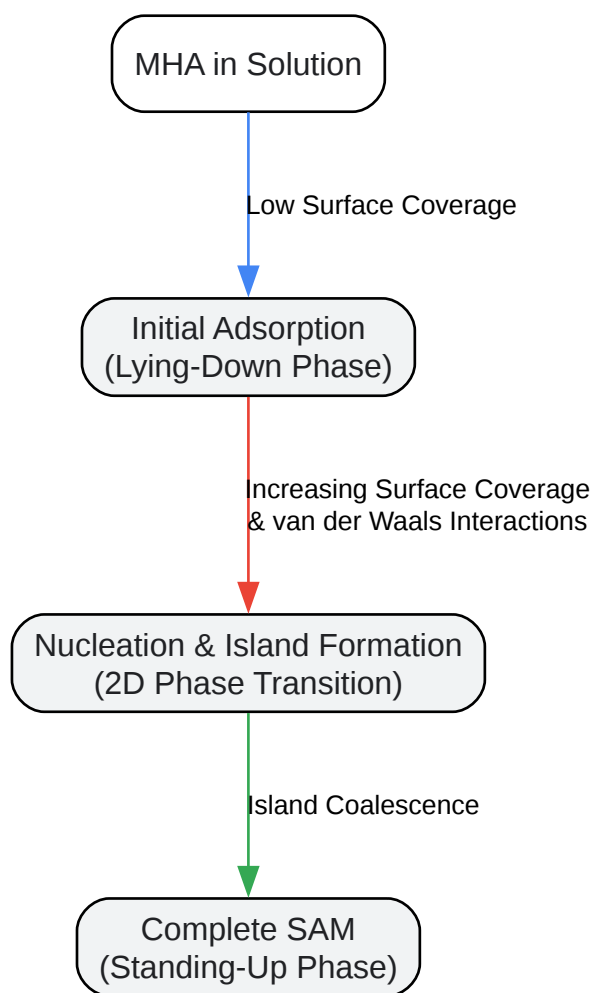 MHA in Solution
Low Surface Coverage
Initial Adsorption
(Lying-Down Phase)
Increasing Surface Coverage
& van der Waals Interactions
Nucleation & Island Formation
(2D Phase Transition)
Island Coalescence
Complete SAM
(Standing-Up Phase)